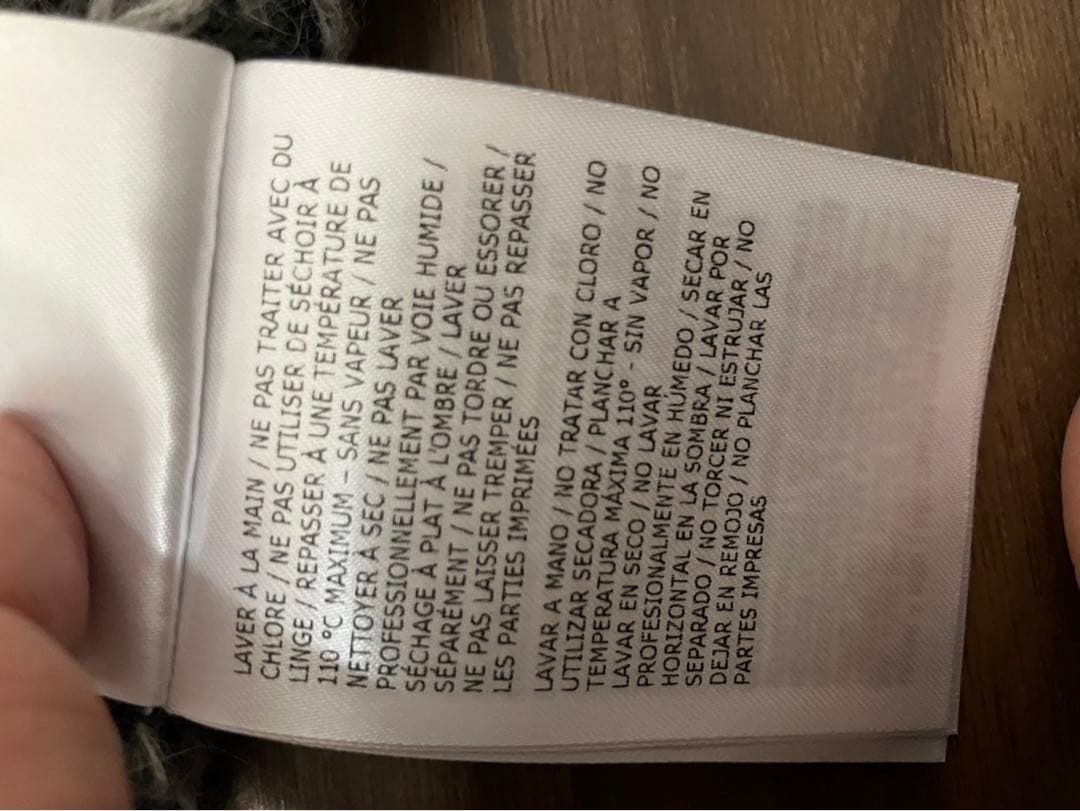 LAVER À LA MAIN / NE PAS TRAITER AVEC DU
CHLORE / NE PAS UTILISER DE SÉCHOIR À
LINGE / REPASSER À UNE TEMPÉRATURE DE
110 °C MAXIMUM – SANS VAPEUR / NE PAS
NETTOYER À SEC / NE PAS LAVER
PROFESSIONNELLEMENT PAR VOIE HUMIDE /
SÉCHAGE À PLAT À L'OMBRE / LAVER
SÉPARÉMENT / NE PAS TORDRE OU ESSORER /
NE PAS LAISSER TREMPER / NE PAS REPASSER
LES PARTIES IMPRIMÉES
LAVAR A MANO / NO TRATAR CON CLORO / NO
UTILIZAR SECADORA / PLANCHAR A
TEMPERATURA MÁXIMA 110° - SIN VAPOR / NO
LAVAR EN SECO / NO LAVAR
PROFESIONALMENTE EN HÚMEDO / SECAR EN
HORIZONTAL EN LA SOMBRA / LAVAR POR
SEPARADO / NO TORCER NI ESTRUJAR / NO
DEJAR EN REMOJO / NO PLANCHAR LAS
PARTES IMPRESAS